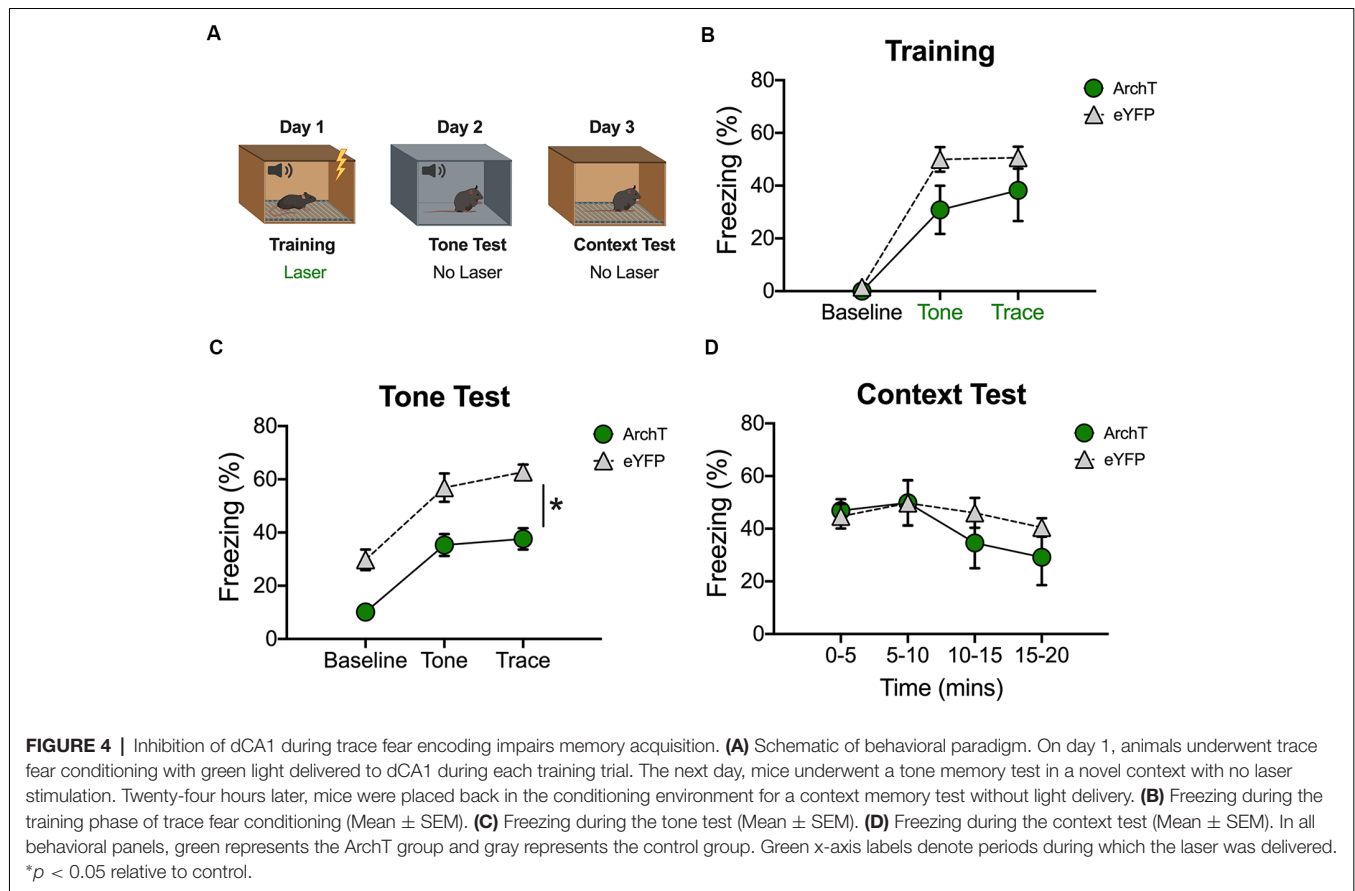 A
Day 1
Day 2
Day 3
Training
Tone Test
Context Test
Laser
No Laser
No Laser
B
Training
Freezing (%)
80
60
40
20
0
Baseline
Tone
Trace
ArchT
eYFP
C
Tone Test
Freezing (%)
80
60
40
20
0
Baseline
Tone
Trace
*
ArchT
eYFP
D
Context Test
Freezing (%)
80
60
40
20
0
0-5
5-10
10-15
15-20
Time (mins)
ArchT
eYFP
FIGURE 4 | Inhibition of dCA1 during trace fear encoding impairs memory acquisition. (A) Schematic of behavioral paradigm. On day 1, animals underwent trace
fear conditioning with green light delivered to dCA1 during each training trial. The next day, mice underwent a tone memory test in a novel context with no laser
stimulation. Twenty-four hours later, mice were placed back in the conditioning environment for a context memory test without light delivery. (B) Freezing during the
training phase of trace fear conditioning (Mean ± SEM). (C) Freezing during the tone test (Mean ± SEM). (D) Freezing during the context test (Mean ± SEM). In all
behavioral panels, green represents the ArchT group and gray represents the control group. Green x-axis labels denote periods during which the laser was delivered.
*p < 0.05 relative to control.